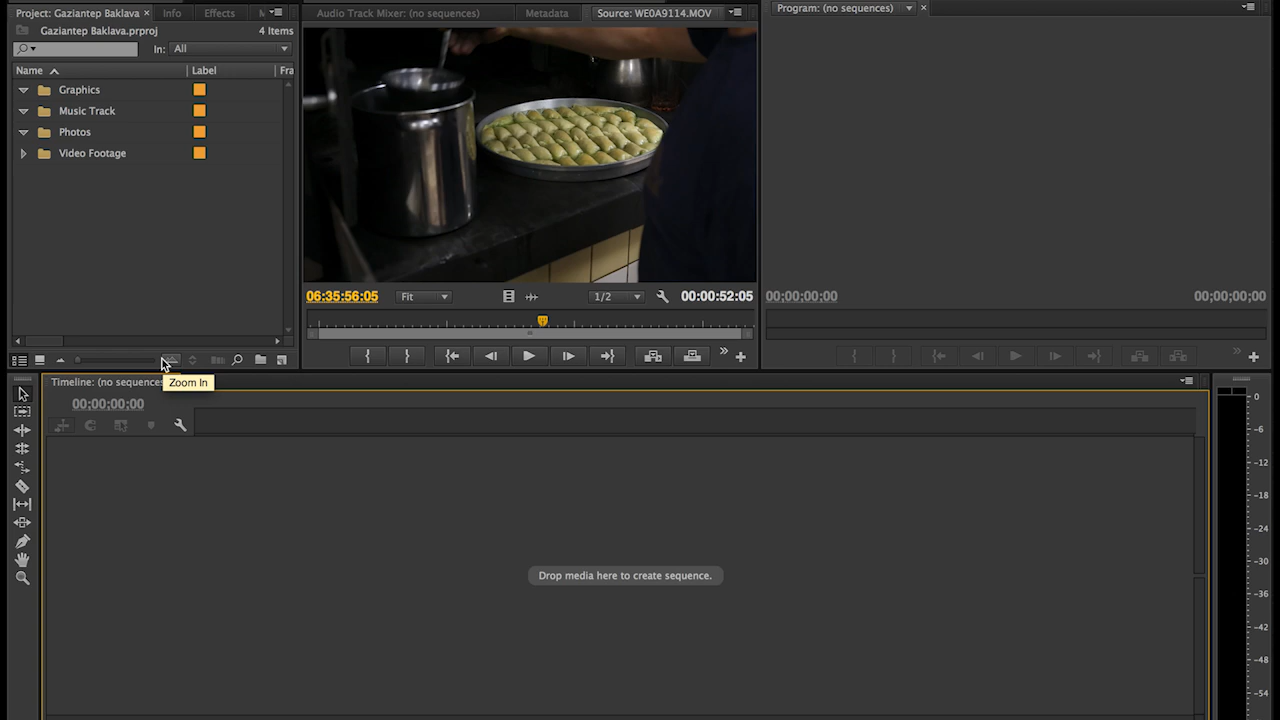 Project: Gaziantep Baklava × Info Effects M
Gaziantep Baklava.prproj 4 Items
In: All
Name Label Fra
Graphics
Music Track
Photos
Video Footage
Zoom In
Audio Track Mixer: (no sequences) Metadata Source: WE0A9114.MOV
06:35:56:05 Fit 1/2 00:00:52:05
Program: (no sequences) ×
00;00;00;00 00;00;00;00
Timeline: (no sequences
00;00;00;00
Drop media here to create sequence.
0
-6
-12
-18
-24
-30
-36
-42
-48
-54